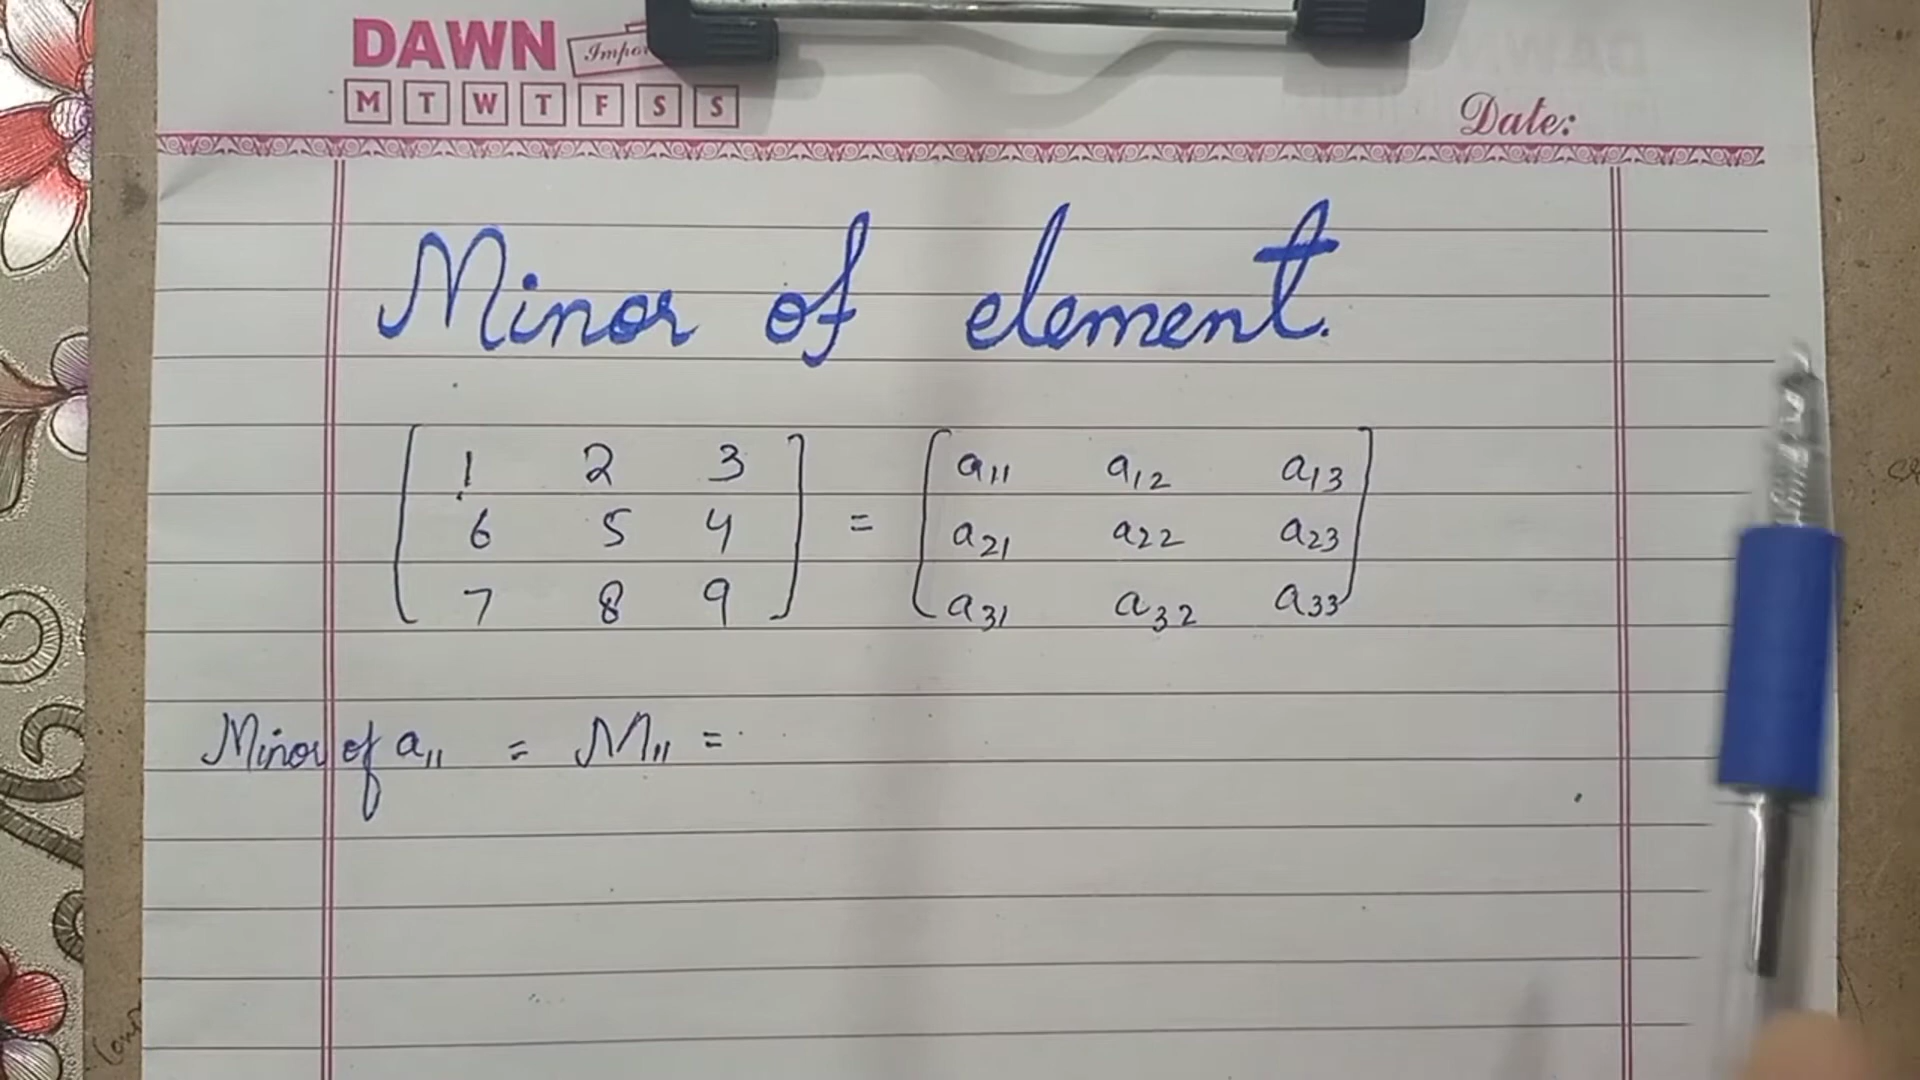 DAWN Impor
M T W T F S S
Date:
Minor of element.
1 2 3 = a11 a12 a13
6 5 4 a21 a22 a23
7 8 9 a31 a32 a33
Minor of a11 = M11 =